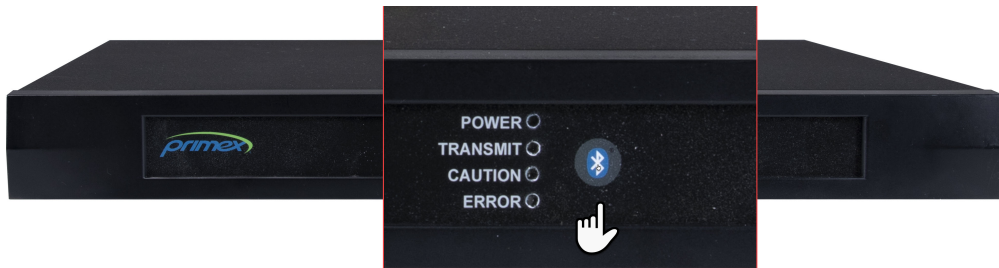 primex
POWER
TRANSMIT
CAUTION
ERROR